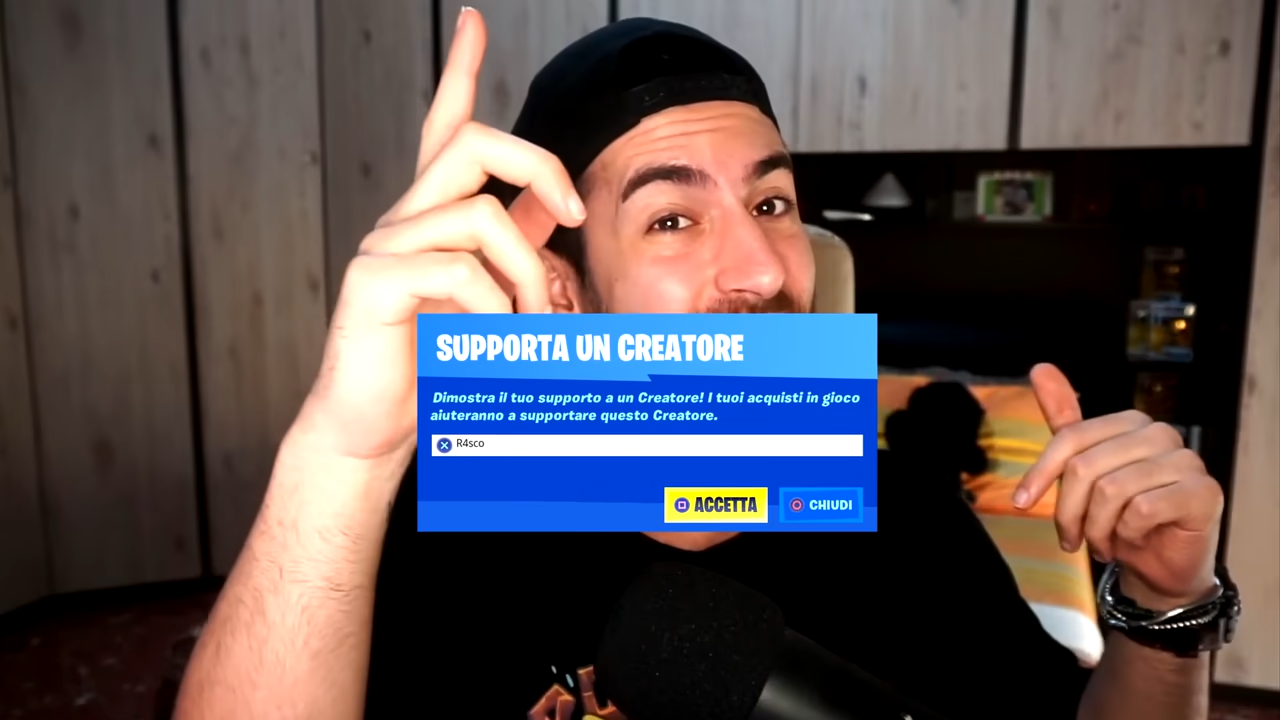 SUPPORTA UN CREATORE
Dimostra il tuo supporto a un Creatore! I tuoi acquisti in gioco
aiuteranno a supportare questo Creatore.
R4sco
ACCETTA
CHIUDI